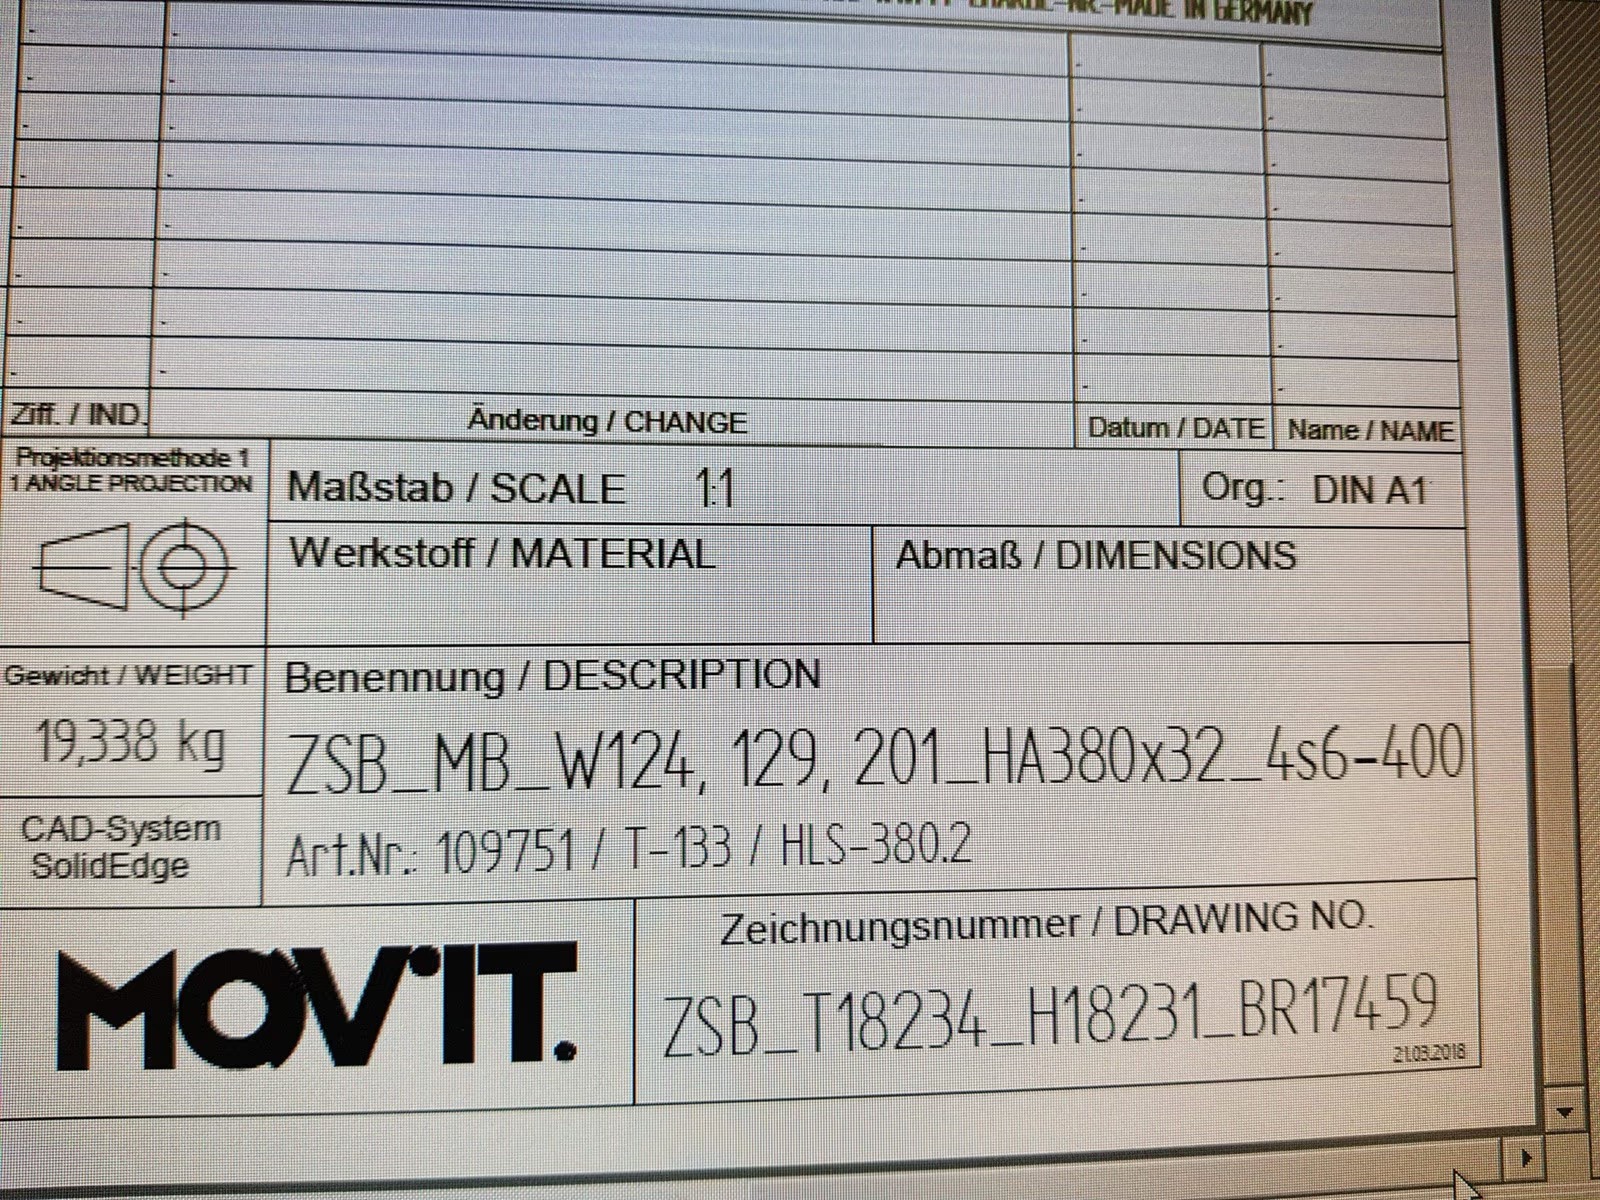 CHARGE-NR.-MADE IN GERMANY
Ziff. / IND. Änderung / CHANGE Datum / DATE Name / NAME
Projektionsmethode 1
1 ANGLE PROJECTION
Maßstab / SCALE 1:1 Org.: DIN A1
Werkstoff / MATERIAL Abmaß / DIMENSIONS
Gewicht / WEIGHT
19,338 kg
Benennung / DESCRIPTION
ZSB_MB_W124, 129, 201_HA380x32_4s6-400
Art.Nr.: 109751 / T-133 / HLS-380.2
CAD-System
SolidEdge
MOV'IT.
Zeichnungsnummer / DRAWING NO.
ZSB_T18234_H18231_BR17459
21.03.2018